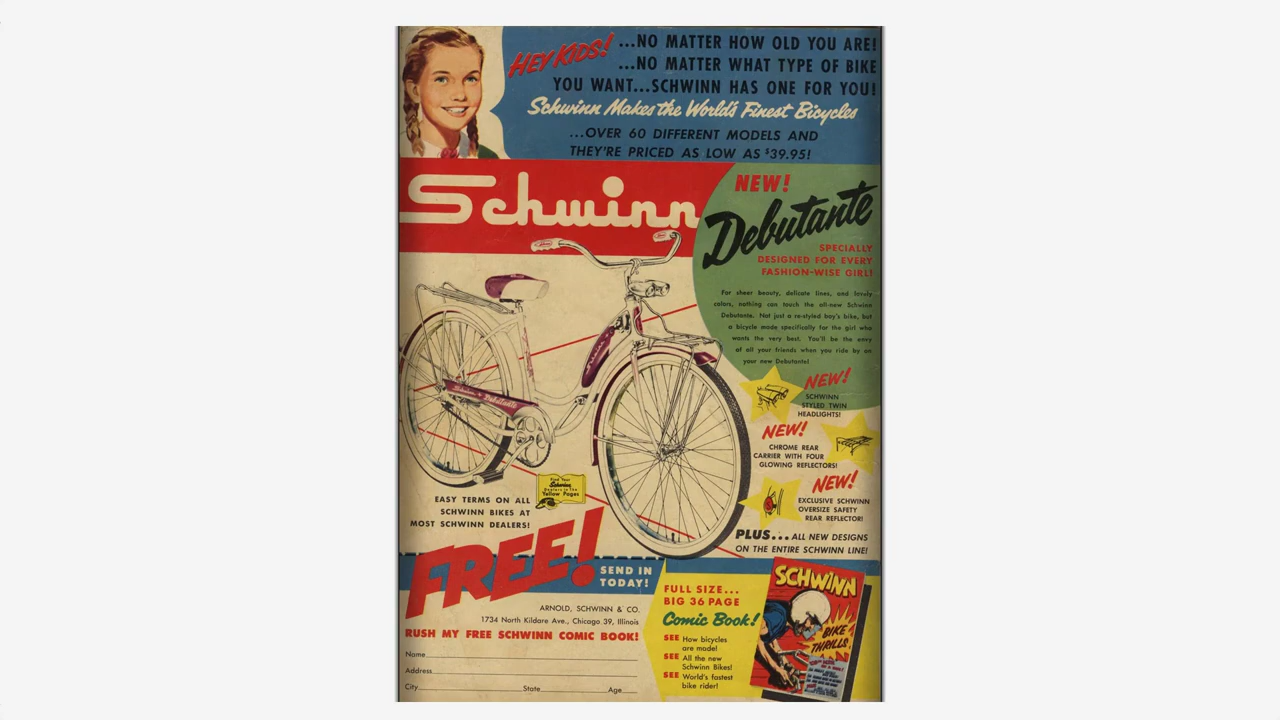 HEY KIDS! ...NO MATTER HOW OLD YOU ARE!
...NO MATTER WHAT TYPE OF BIKE
YOU WANT...SCHWINN HAS ONE FOR YOU!
Schwinn Makes the World's Finest Bicycles
...OVER 60 DIFFERENT MODELS AND
THEY'RE PRICED AS LOW AS $39.95!
Schwinn
NEW!
Debutante
SPECIALLY
DESIGNED FOR EVERY
FASHION-WISE GIRL!
For sheer beauty, delicate lines, and lovely
colors, nothing can touch the all-new Schwinn
Debutante. Not just a re-styled boy's bike, but
a bicycle made specifically for the girl who
wants the very best. You'll be the envy
of all your friends when you ride by on
your new Debutante!
NEW!
SCHWINN
STYLED TWIN
HEADLIGHTS!
NEW!
CHROME REAR
CARRIER WITH FOUR
GLOWING REFLECTORS!
NEW!
EXCLUSIVE SCHWINN
OVERSIZE SAFETY
REAR REFLECTOR!
PLUS... ALL NEW DESIGNS
ON THE ENTIRE SCHWINN LINE!
Schwinn Debutante
Find Your
Schwinn
Dealers in The
Yellow Pages
EASY TERMS ON ALL
SCHWINN BIKES AT
MOST SCHWINN DEALERS!
FREE!
SEND IN
TODAY!
ARNOLD, SCHWINN & CO.
1734 North Kildare Ave., Chicago 39, Illinois
RUSH MY FREE SCHWINN COMIC BOOK!
Name
Address
City State Age
FULL SIZE...
BIG 36 PAGE
Comic Book!
SEE How bicycles
are made!
SEE All the new
Schwinn Bikes!
SEE World's fastest
bike rider!
SCHWINN
BIKE
THRILLS